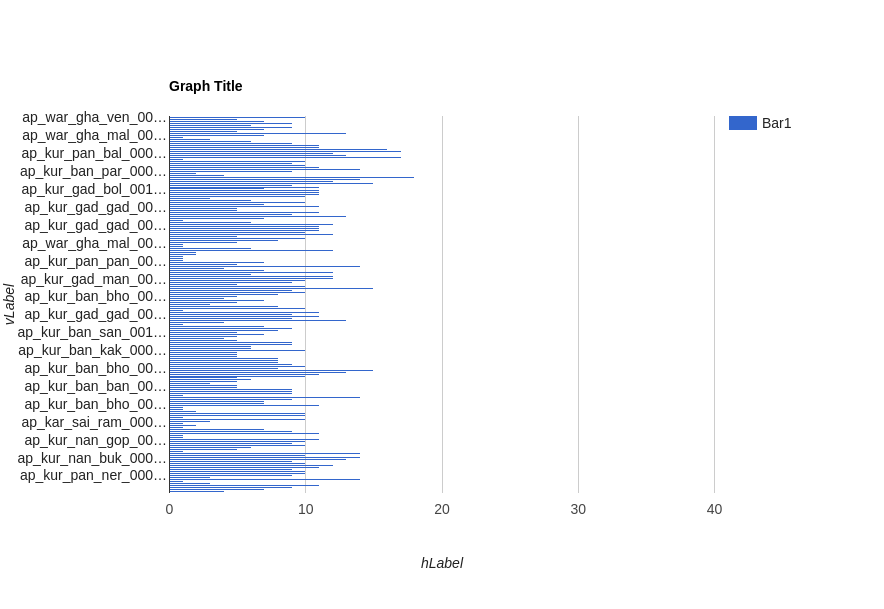 Graph Title
Bar1
ap_war_gha_ven_00…
ap_war_gha_mal_00…
ap_kur_pan_bal_000…
ap_kur_ban_par_000…
ap_kur_gad_bol_001…
ap_kur_gad_gad_00…
ap_kur_gad_gad_00…
ap_war_gha_mal_00…
ap_kur_pan_pan_00…
ap_kur_gad_man_00…
ap_kur_ban_bho_00…
ap_kur_gad_gad_00…
ap_kur_ban_san_001…
ap_kur_ban_kak_000…
ap_kur_ban_bho_00…
ap_kur_ban_ban_00…
ap_kur_ban_bho_00…
ap_kar_sai_ram_000…
ap_kur_nan_gop_00…
ap_kur_nan_buk_000…
ap_kur_pan_ner_000…
vLabel
0 10 20 30 40
hLabel